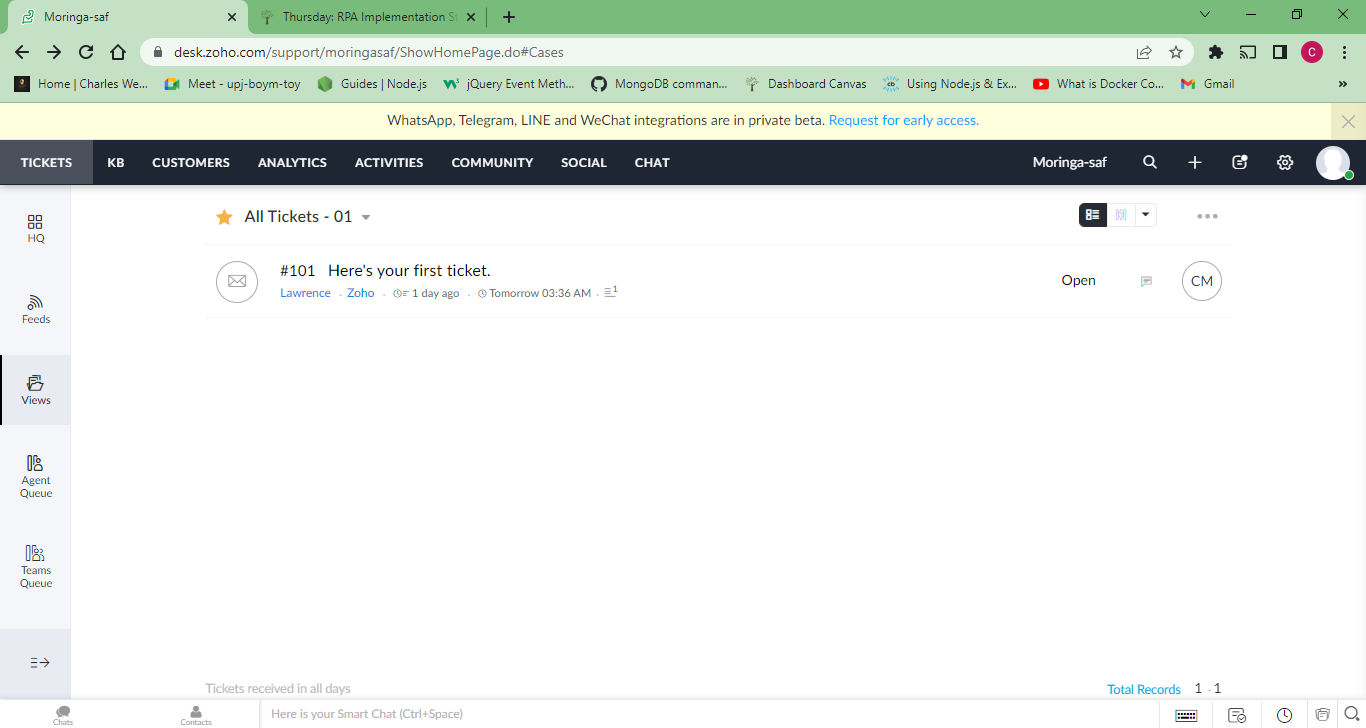 Moringa-saf
Thursday: RPA Implementation St
desk.zoho.com/support/moringasaf/ShowHomePage.do#Cases
C
Home | Charles We...
Meet - upj-boym-toy
Guides | Node.js
jQuery Event Meth...
MongoDB comman...
Dashboard Canvas
Using Node.js & Ex...
What is Docker Co...
Gmail
»
WhatsApp, Telegram, LINE and WeChat integrations are in private beta. Request for early access.
TICKETS
KB
CUSTOMERS
ANALYTICS
ACTIVITIES
COMMUNITY
SOCIAL
CHAT
Moringa-saf
HQ
Feeds
Views
Agent
Queue
Teams
Queue
All Tickets - 01
#101 Here's your first ticket.
Lawrence . Zoho . 1 day ago . Tomorrow 03:36 AM . 1
Open
CM
Tickets received in all days
Total Records 1 - 1
Chats
Contacts
Here is your Smart Chat (Ctrl+Space)